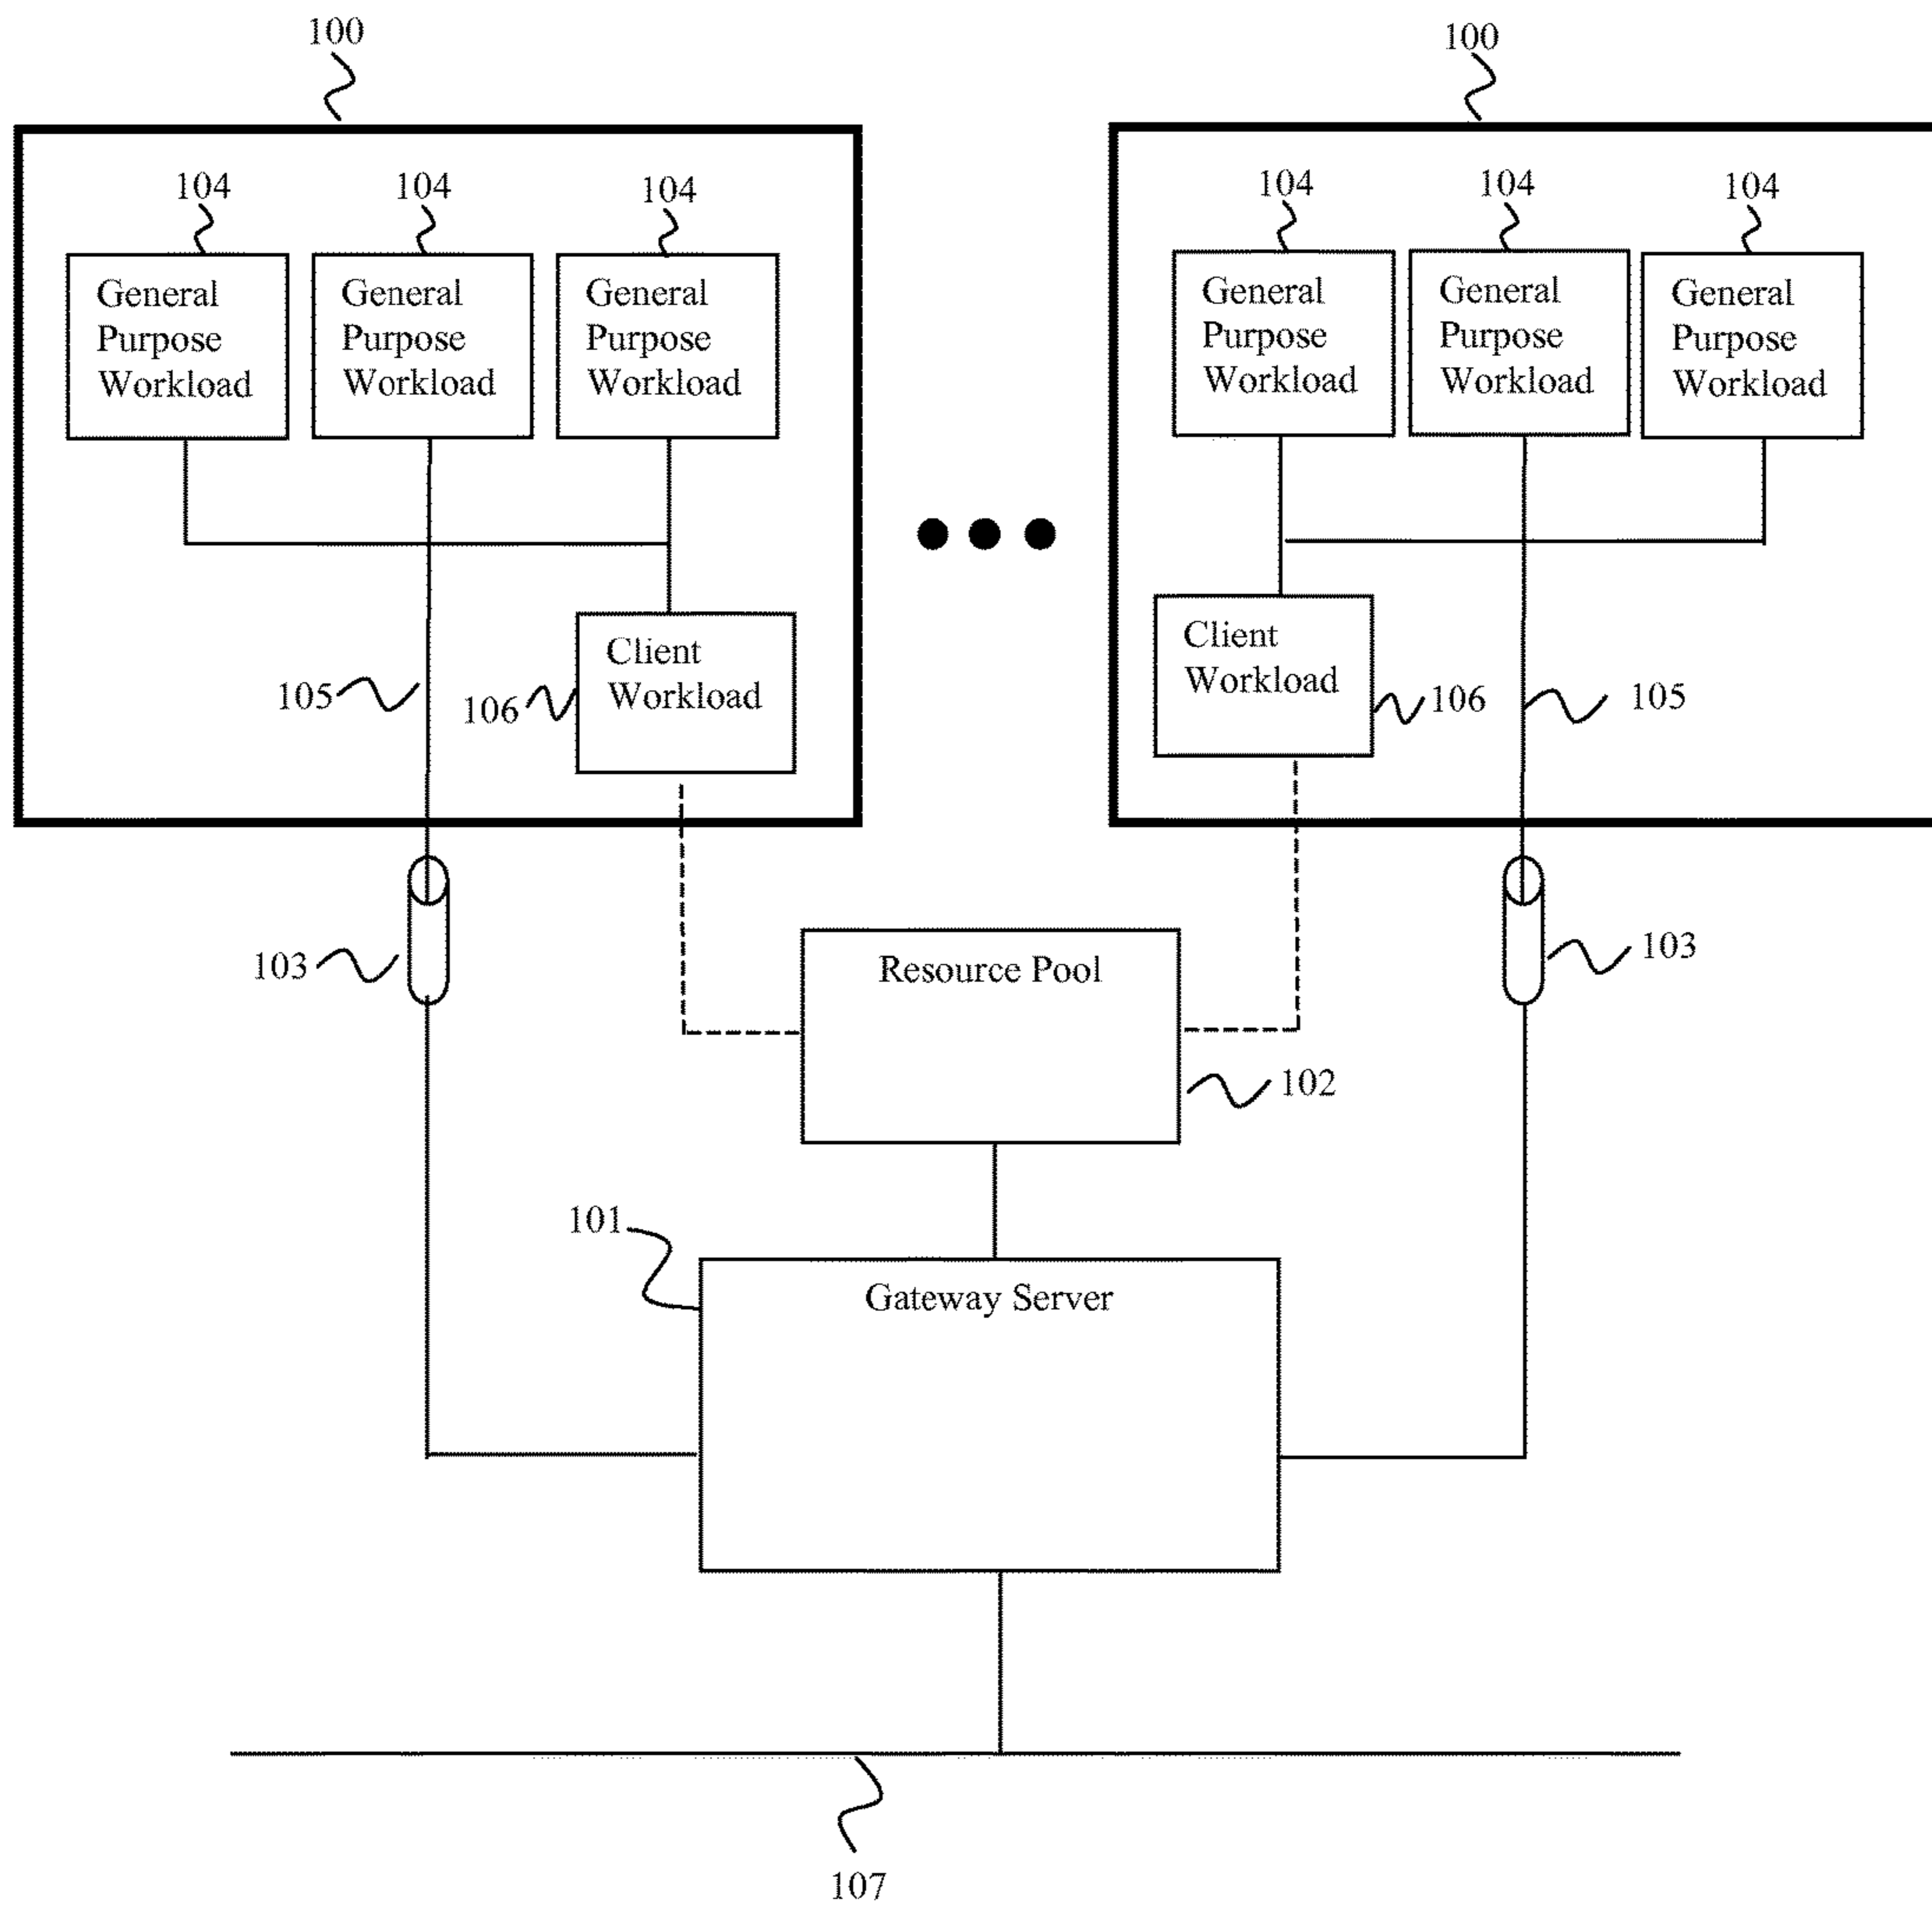 100
100
104
104
104
104
104
104
General
Purpose
Workload
General
Purpose
Workload
General
Purpose
Workload
General
Purpose
Workload
General
Purpose
Workload
General
Purpose
Workload
Client
Workload
Client
Workload
105
106
106
105
103
103
Resource Pool
102
101
Gateway Server
107